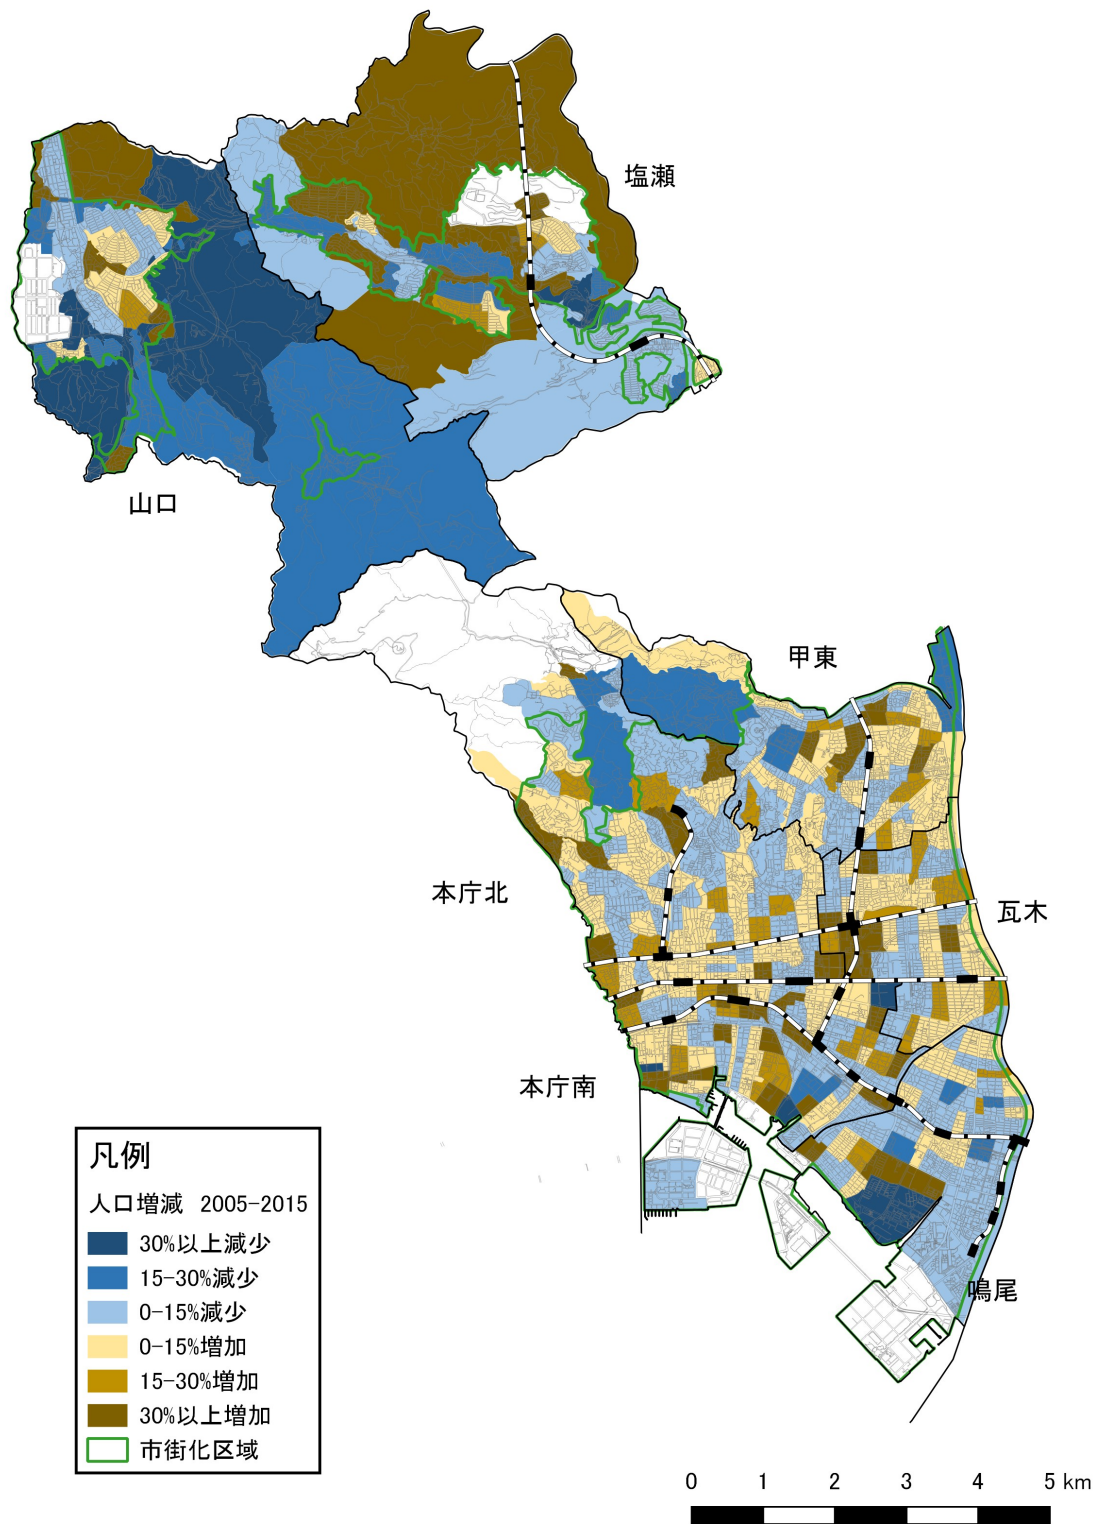 塩瀬
山口
甲東
本庁北
瓦木
本庁南
鳴尾
凡例
人口増減 2005-2015
30%以上減少
15-30%減少
0-15%減少
0-15%増加
15-30%増加
30%以上増加
市街化区域
0 1 2 3 4 5 km